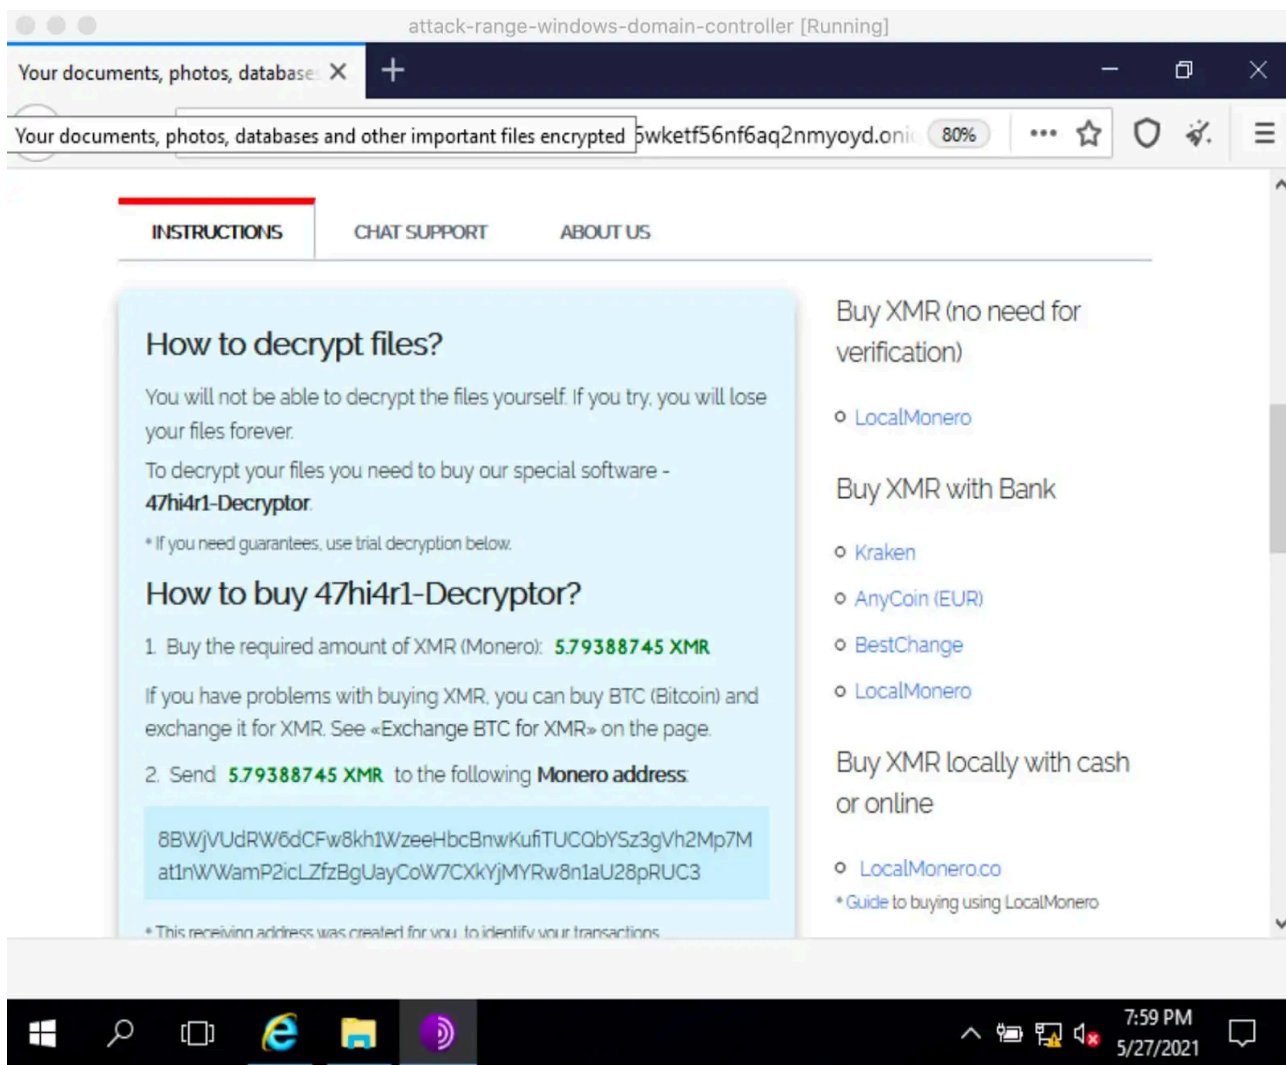 attack-range-windows-domain-controller [Running]
Your documents, photos, database
Your documents, photos, databases and other important files encrypted
5wketf56nf6aq2nmyoyd.oni
80%
INSTRUCTIONS
CHAT SUPPORT
ABOUT US
How to decrypt files?
You will not be able to decrypt the files yourself. If you try, you will lose
your files forever.
To decrypt your files you need to buy our special software -
47hi4r1-Decryptor.
* If you need guarantees, use trial decryption below.
How to buy 47hi4r1-Decryptor?
1. Buy the required amount of XMR (Monero): 5.79388745 XMR
If you have problems with buying XMR, you can buy BTC (Bitcoin) and
exchange it for XMR. See «Exchange BTC for XMR» on the page.
2. Send 5.79388745 XMR to the following Monero address:
8BWjVUdRW6dCFw8kh1WzeeHbcBnwKufiTUCQbYSz3gVh2Mp7M
at1nWWamP2icLZfzBgUayCoW7CXkYjMYRw8n1aU28pRUC3
* This receiving address was created for you, to identify your transactions
Buy XMR (no need for
verification)
LocalMonero
Buy XMR with Bank
Kraken
AnyCoin (EUR)
BestChange
LocalMonero
Buy XMR locally with cash
or online
LocalMonero.co
* Guide to buying using LocalMonero
7:59 PM
5/27/2021